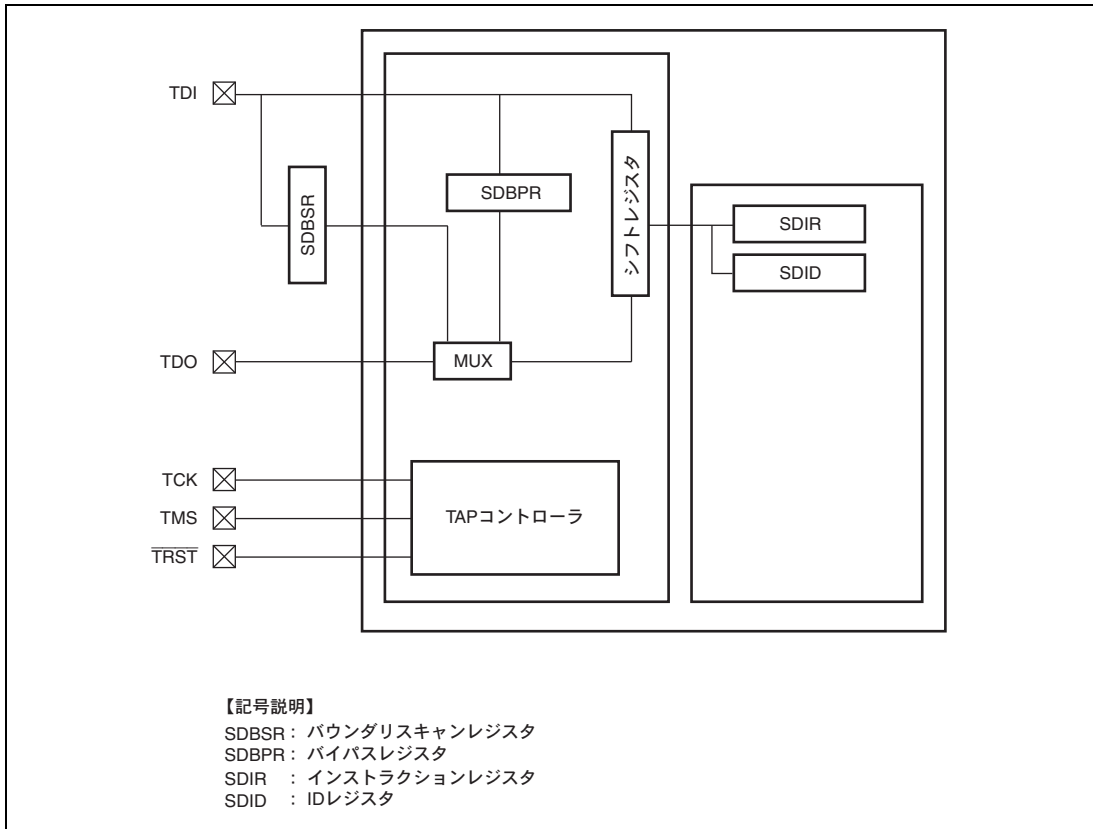 TDI
SDBSR
SDBPR
シフトレジスタ
SDIR
SDID
TDO
MUX
TCK
TMS
TRST
TAPコントローラ
【記号説明】
SDBSR： バウンダリスキャンレジスタ
SDBPR： バイパスレジスタ
SDIR ： インストラクションレジスタ
SDID ： IDレジスタ